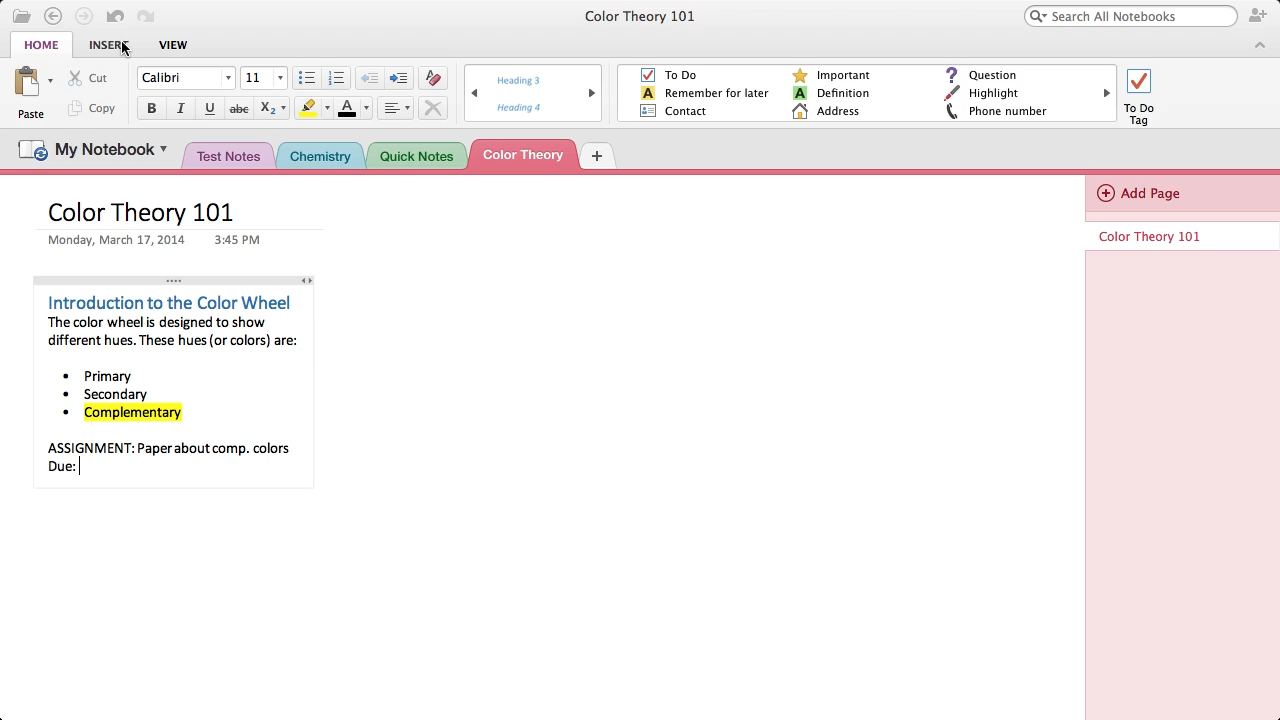 Color Theory 101
Search All Notebooks
HOME INSERT VIEW
Paste
Cut
Copy
Calibri 11
B I U abc X₂ A
Heading 3
Heading 4
To Do Important Question
A Remember for later A Definition ? Highlight
Contact Address Phone number
To Do
Tag
My Notebook
Test Notes Chemistry Quick Notes Color Theory +
Color Theory 101
Monday, March 17, 2014 3:45 PM
Add Page
Color Theory 101
Introduction to the Color Wheel
The color wheel is designed to show
different hues. These hues (or colors) are:
• Primary
• Secondary
• Complementary
ASSIGNMENT: Paper about comp. colors
Due: